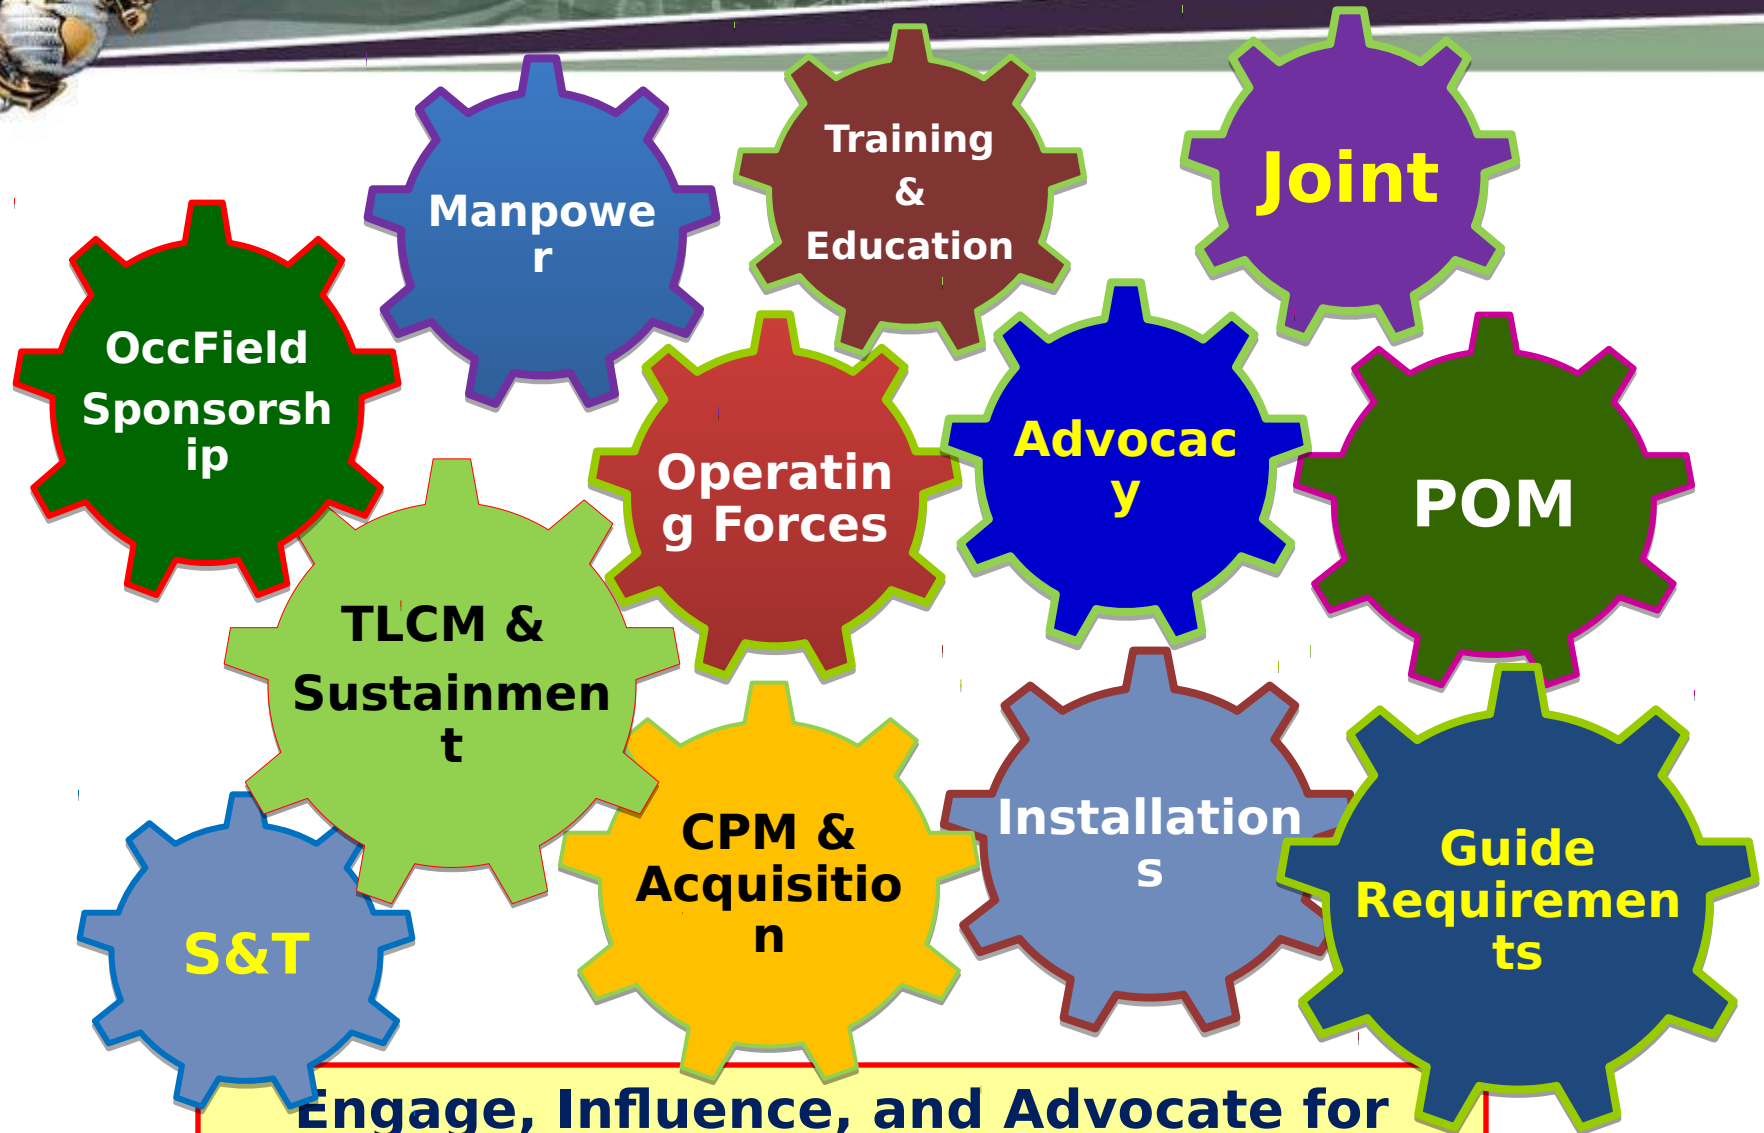 Training
&
Education
Joint
Manpowe
r
OccField
Sponsorsh
ip
Operatin
g Forces
Advocac
y
POM
TLCM &
Sustainmen
t
CPM &
Acquisitio
n
Installation
s
Guide
Requiremen
ts
S&T
Engage, Influence, and Advocate for